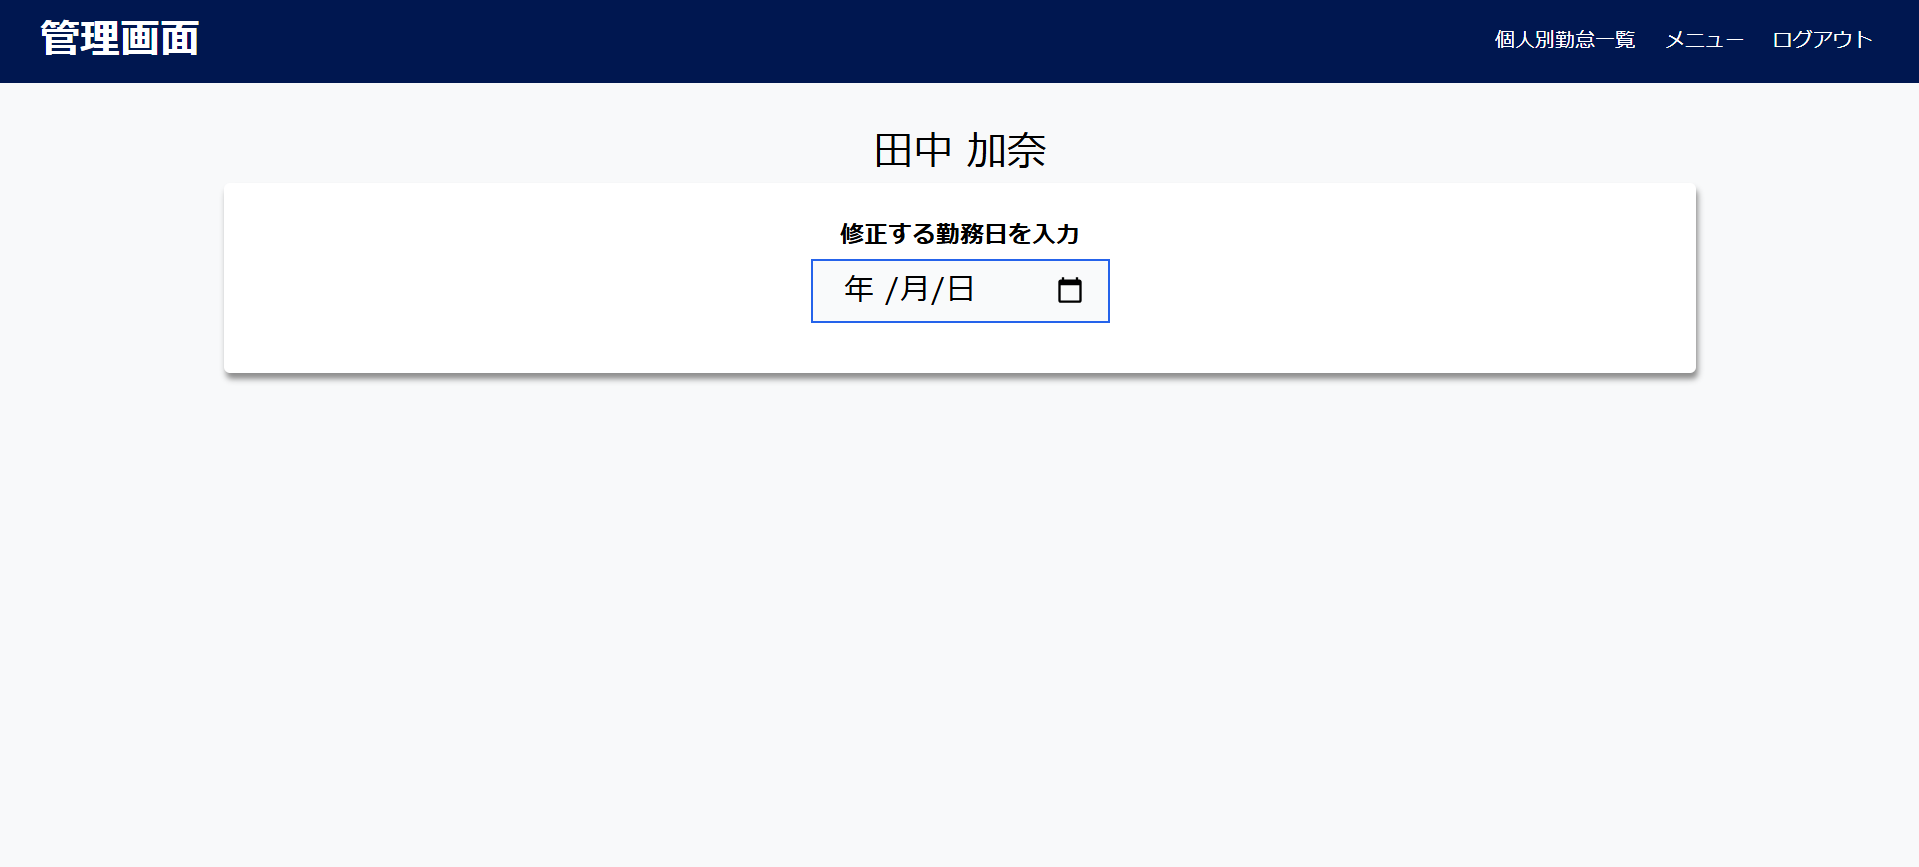 管理画面
個人別勤怠一覧 メニュー ログアウト
田中 加奈
修正する勤務日を入力
年 /月/日